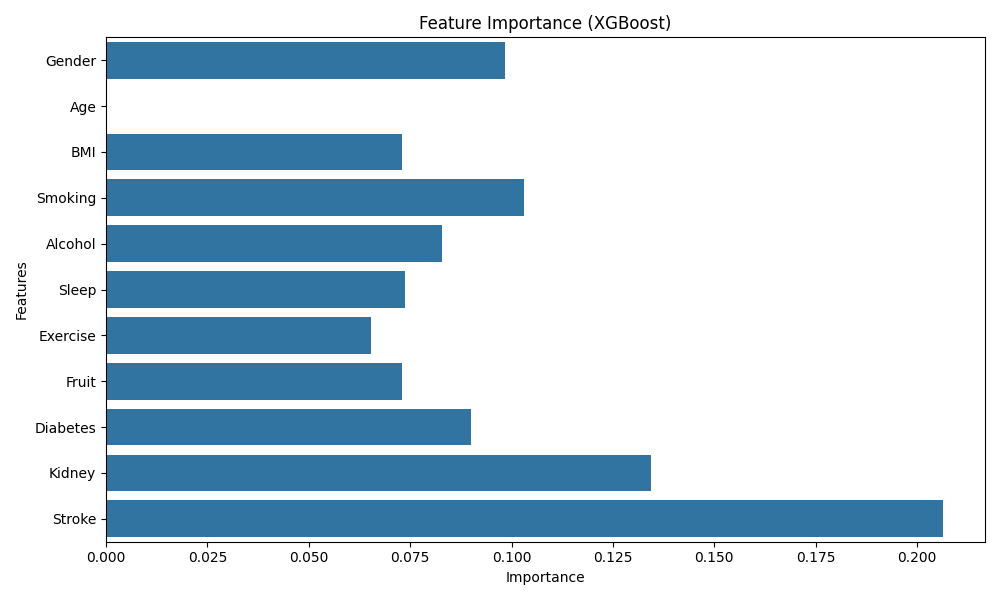 Feature Importance (XGBoost)
Features
Gender
Age
BMI
Smoking
Alcohol
Sleep
Exercise
Fruit
Diabetes
Kidney
Stroke
0.000 0.025 0.050 0.075 0.100 0.125 0.150 0.175 0.200
Importance